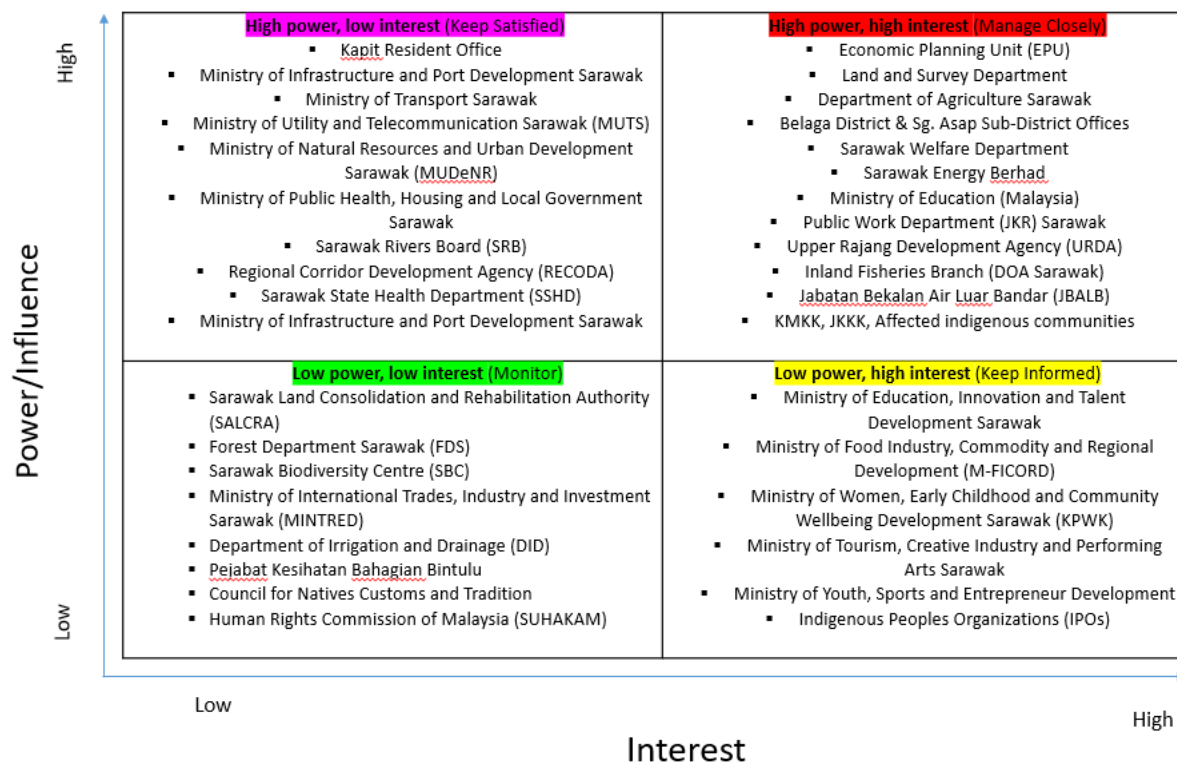 High
Power/Influence
Low
High power, low interest (Keep Satisfied)
▪ Kapit Resident Office
▪ Ministry of Infrastructure and Port Development Sarawak
▪ Ministry of Transport Sarawak
▪ Ministry of Utility and Telecommunication Sarawak (MUTS)
▪ Ministry of Natural Resources and Urban Development
Sarawak (MUDeNR)
▪ Ministry of Public Health, Housing and Local Government
Sarawak
▪ Sarawak Rivers Board (SRB)
▪ Regional Corridor Development Agency (RECODA)
▪ Sarawak State Health Department (SSHD)
▪ Ministry of Infrastructure and Port Development Sarawak
High power, high interest (Manage Closely)
▪ Economic Planning Unit (EPU)
▪ Land and Survey Department
▪ Department of Agriculture Sarawak
▪ Belaga District & Sg. Asap Sub-District Offices
▪ Sarawak Welfare Department
▪ Sarawak Energy Berhad
▪ Ministry of Education (Malaysia)
▪ Public Work Department (JKR) Sarawak
▪ Upper Rajang Development Agency (URDA)
▪ Inland Fisheries Branch (DOA Sarawak)
▪ Jabatan Bekalan Air Luar Bandar (JBALB)
▪ KMKK, JKKK, Affected indigenous communities
Low power, low interest (Monitor)
▪ Sarawak Land Consolidation and Rehabilitation Authority
(SALCRA)
▪ Forest Department Sarawak (FDS)
▪ Sarawak Biodiversity Centre (SBC)
▪ Ministry of International Trades, Industry and Investment
Sarawak (MINTRED)
▪ Department of Irrigation and Drainage (DID)
▪ Pejabat Kesihatan Bahagian Bintulu
▪ Council for Natives Customs and Tradition
▪ Human Rights Commission of Malaysia (SUHAKAM)
Low power, high interest (Keep Informed)
▪ Ministry of Education, Innovation and Talent
Development Sarawak
▪ Ministry of Food Industry, Commodity and Regional
Development (M-FICORD)
▪ Ministry of Women, Early Childhood and Community
Wellbeing Development Sarawak (KPWK)
▪ Ministry of Tourism, Creative Industry and Performing
Arts Sarawak
▪ Ministry of Youth, Sports and Entrepreneur Development
▪ Indigenous Peoples Organizations (IPOs)
Low
High
Interest